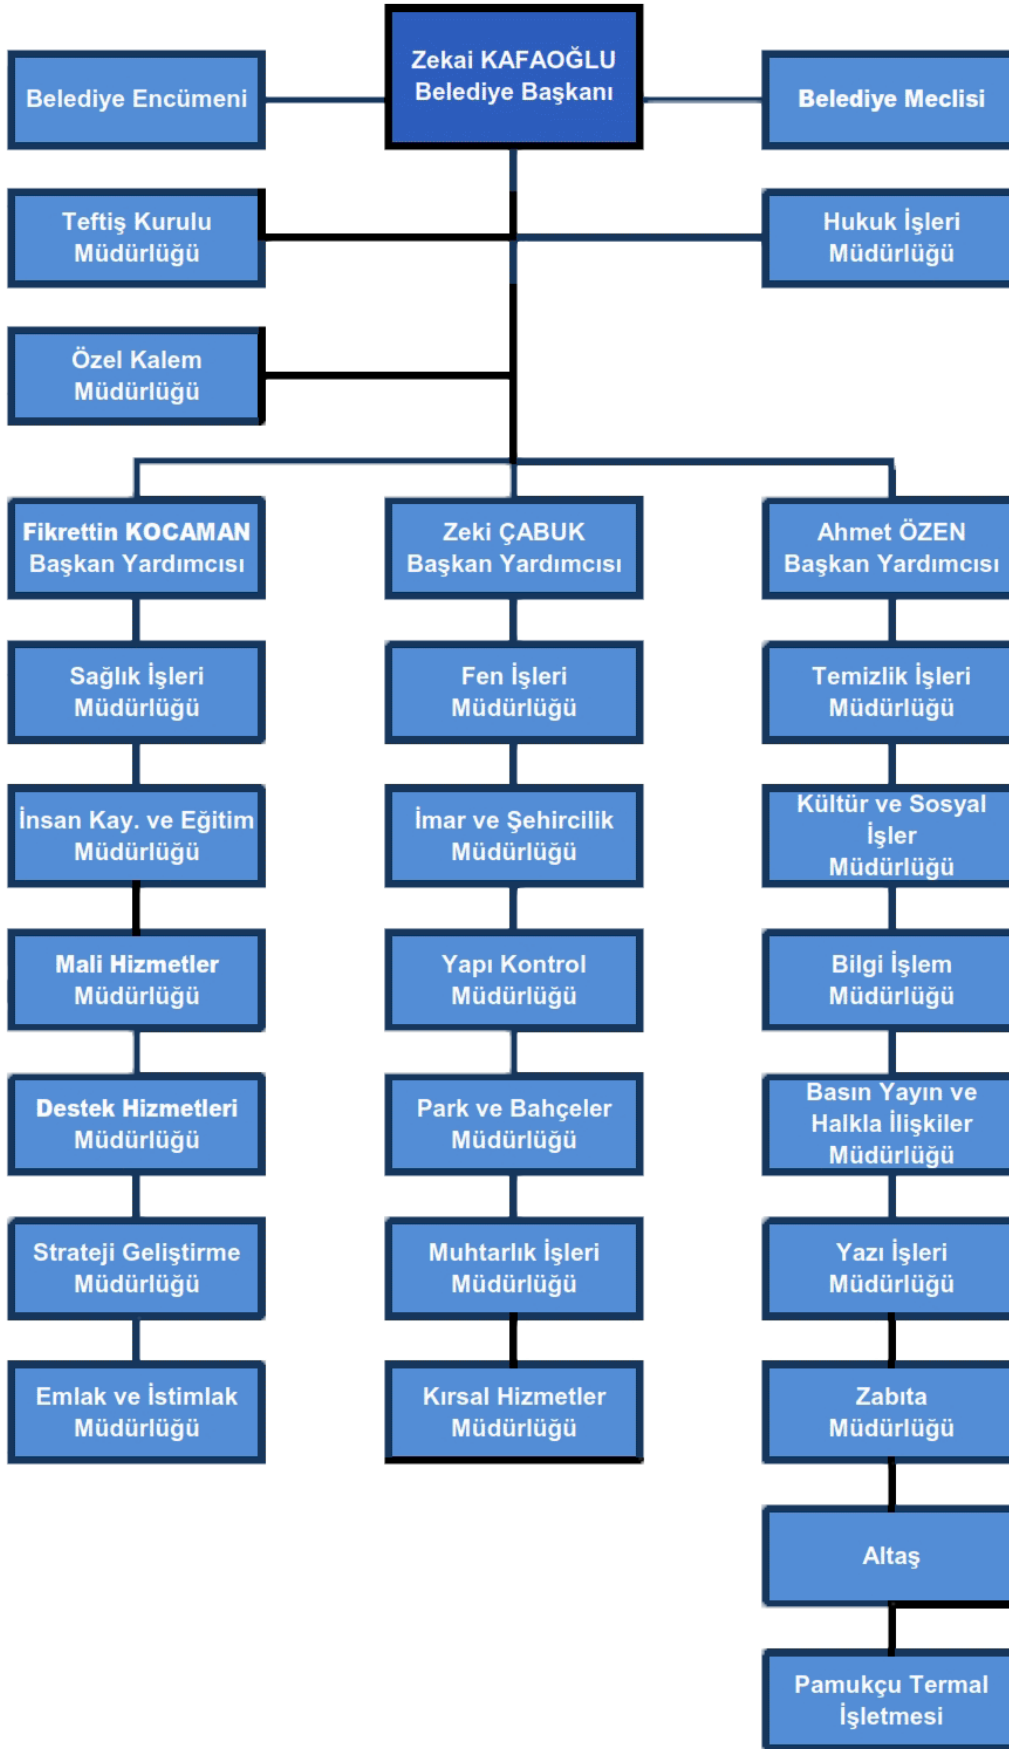 Zekai KAFAOĞLU
Belediye Başkanı
Belediye Encümeni
Belediye Meclisi
Teftiş Kurulu
Müdürlüğü
Hukuk İşleri
Müdürlüğü
Özel Kalem
Müdürlüğü
Fikrettin KOCAMAN
Başkan Yardımcısı
Zeki ÇABUK
Başkan Yardımcısı
Ahmet ÖZEN
Başkan Yardımcısı
Sağlık İşleri
Müdürlüğü
Fen İşleri
Müdürlüğü
Temizlik İşleri
Müdürlüğü
İnsan Kay. ve Eğitim
Müdürlüğü
İmar ve Şehircilik
Müdürlüğü
Kültür ve Sosyal
İşler
Müdürlüğü
Mali Hizmetler
Müdürlüğü
Yapı Kontrol
Müdürlüğü
Bilgi İşlem
Müdürlüğü
Destek Hizmetleri
Müdürlüğü
Park ve Bahçeler
Müdürlüğü
Basın Yayın ve
Halkla İlişkiler
Müdürlüğü
Strateji Geliştirme
Müdürlüğü
Muhtarlık İşleri
Müdürlüğü
Yazı İşleri
Müdürlüğü
Emlak ve İstimlak
Müdürlüğü
Kırsal Hizmetler
Müdürlüğü
Zabıta
Müdürlüğü
Altaş
Pamukçu Termal
İşletmesi